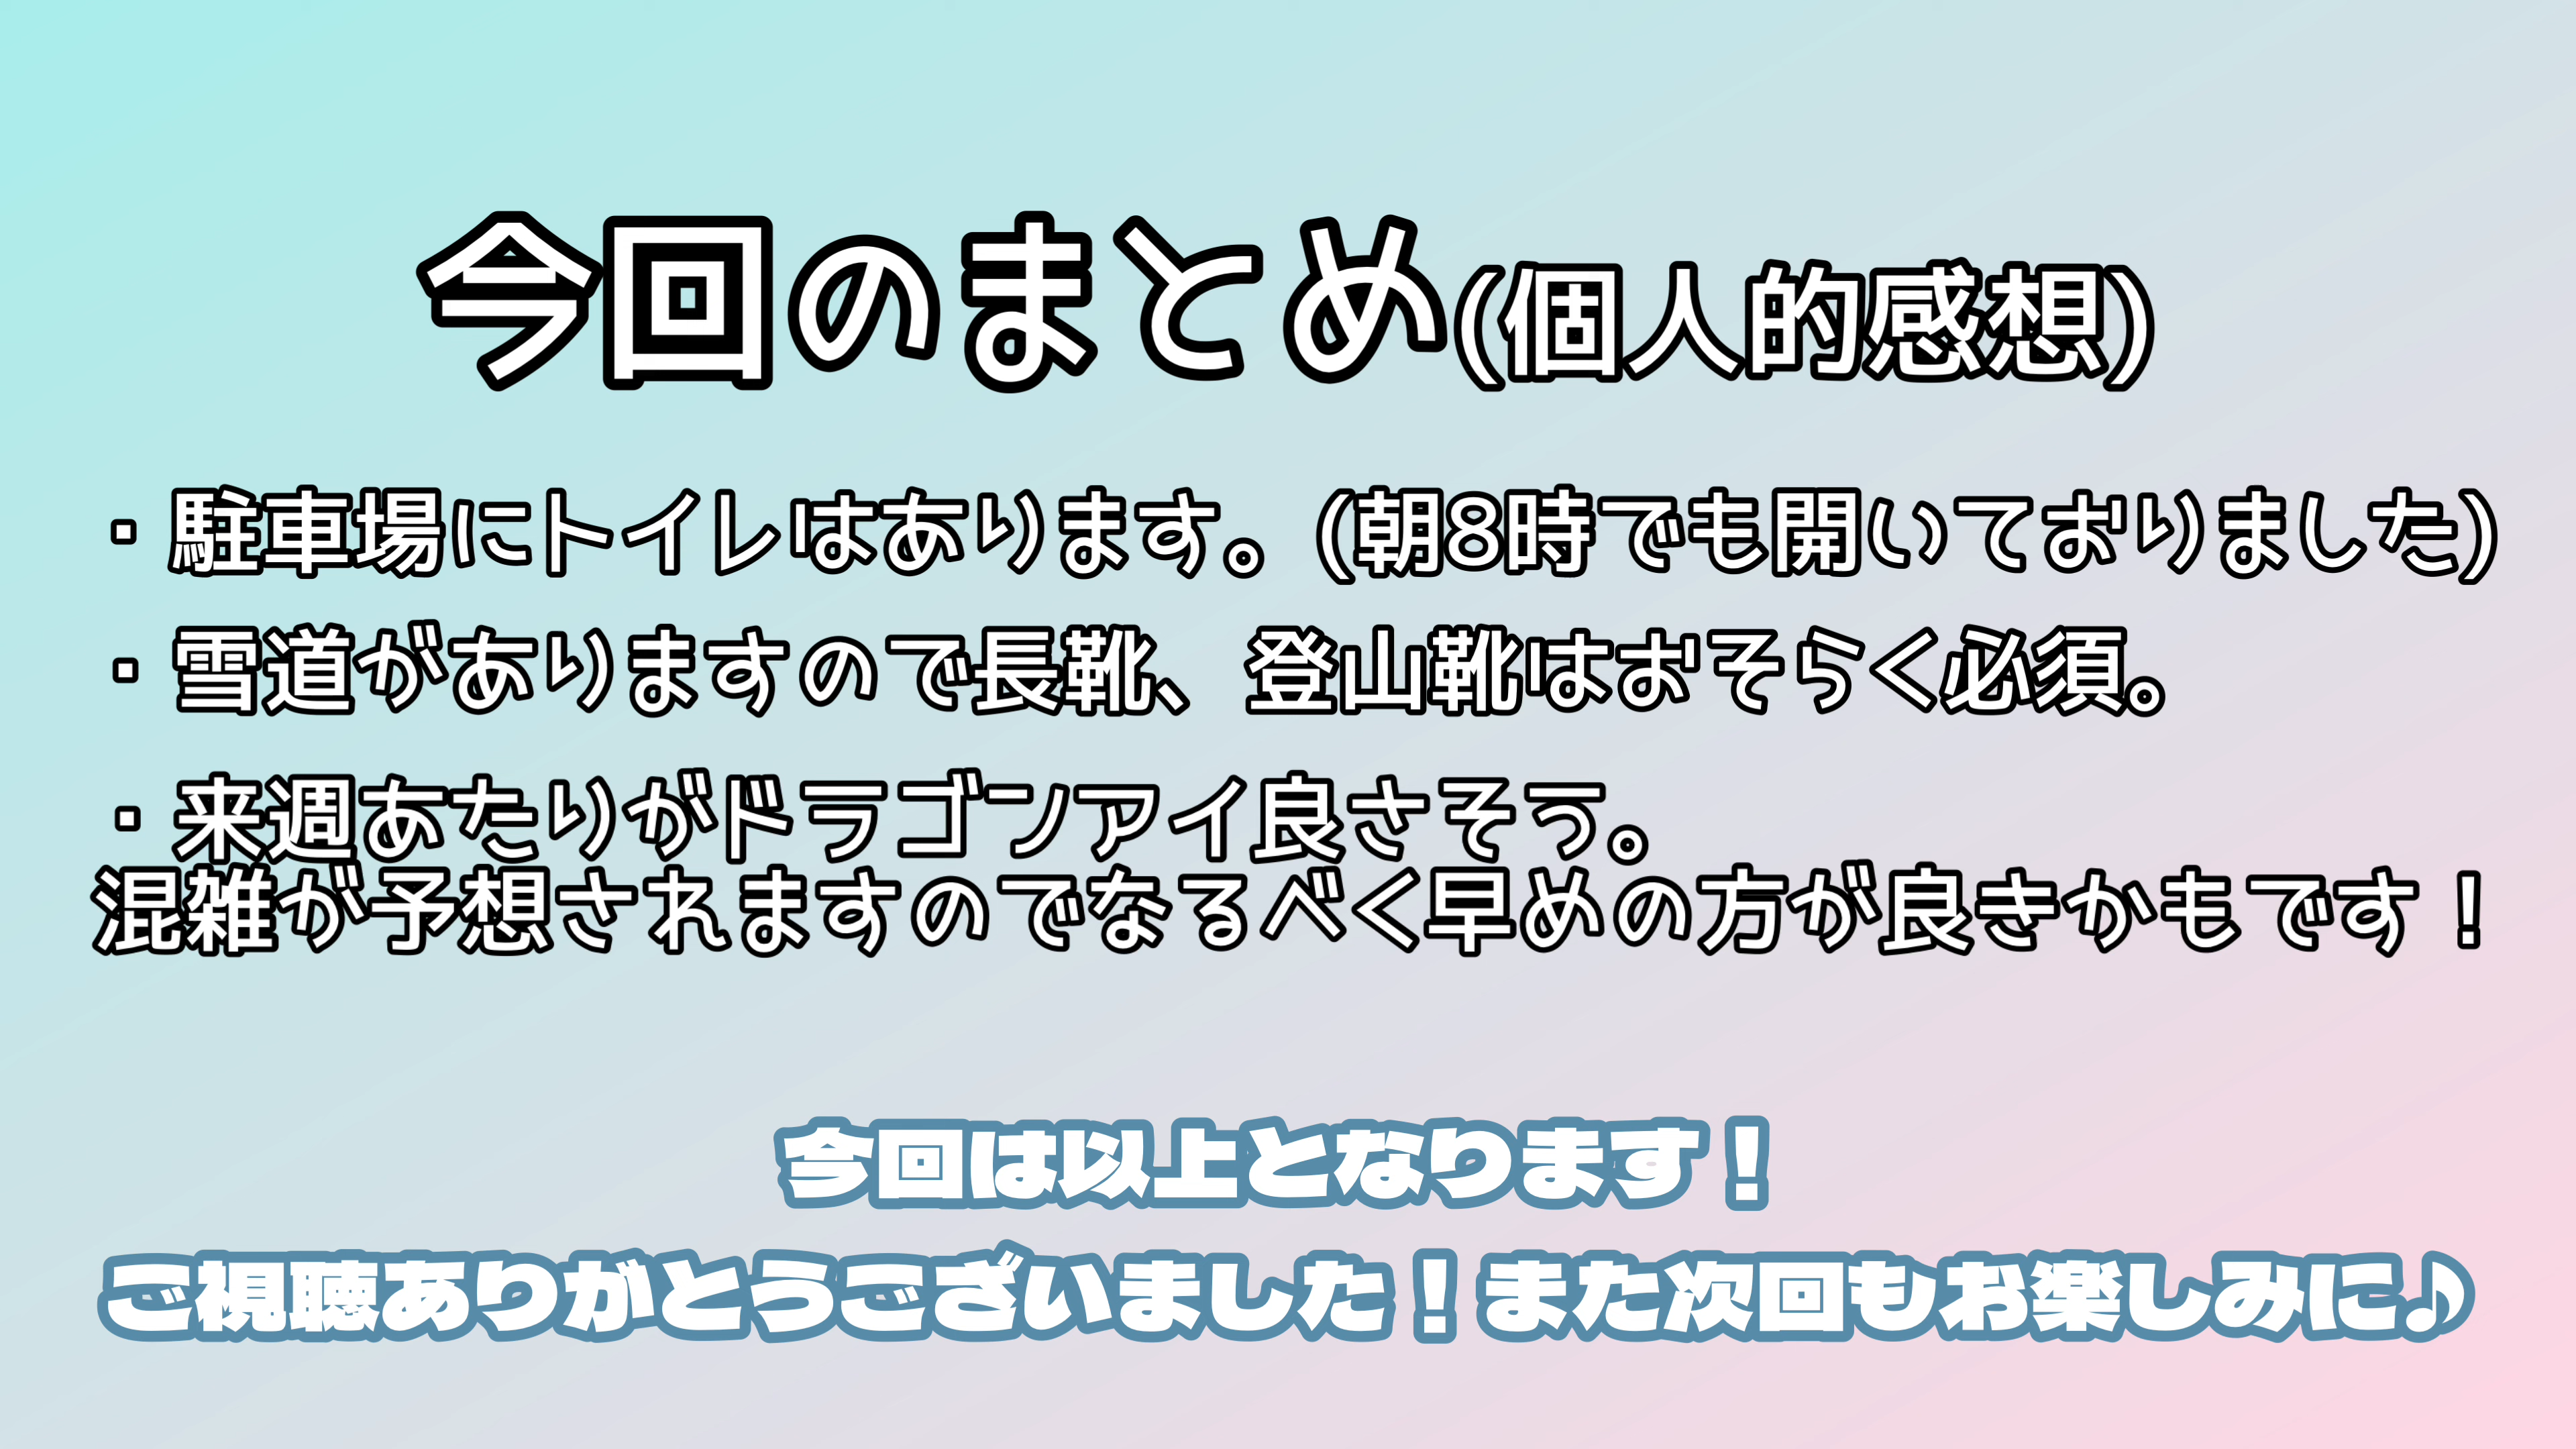 今回のまとめ(個人的感想)
・駐車場にトイレはあります。(朝8時でも開いておりました)
・雪道がありますので長靴、登山靴はおそらく必須。
・来週あたりがドラゴンアイ良さそう。
混雑が予想されますのでなるべく早めの方が良きかもです！
今回は以上となります！
ご視聴ありがとうございました！また次回もお楽しみに♪